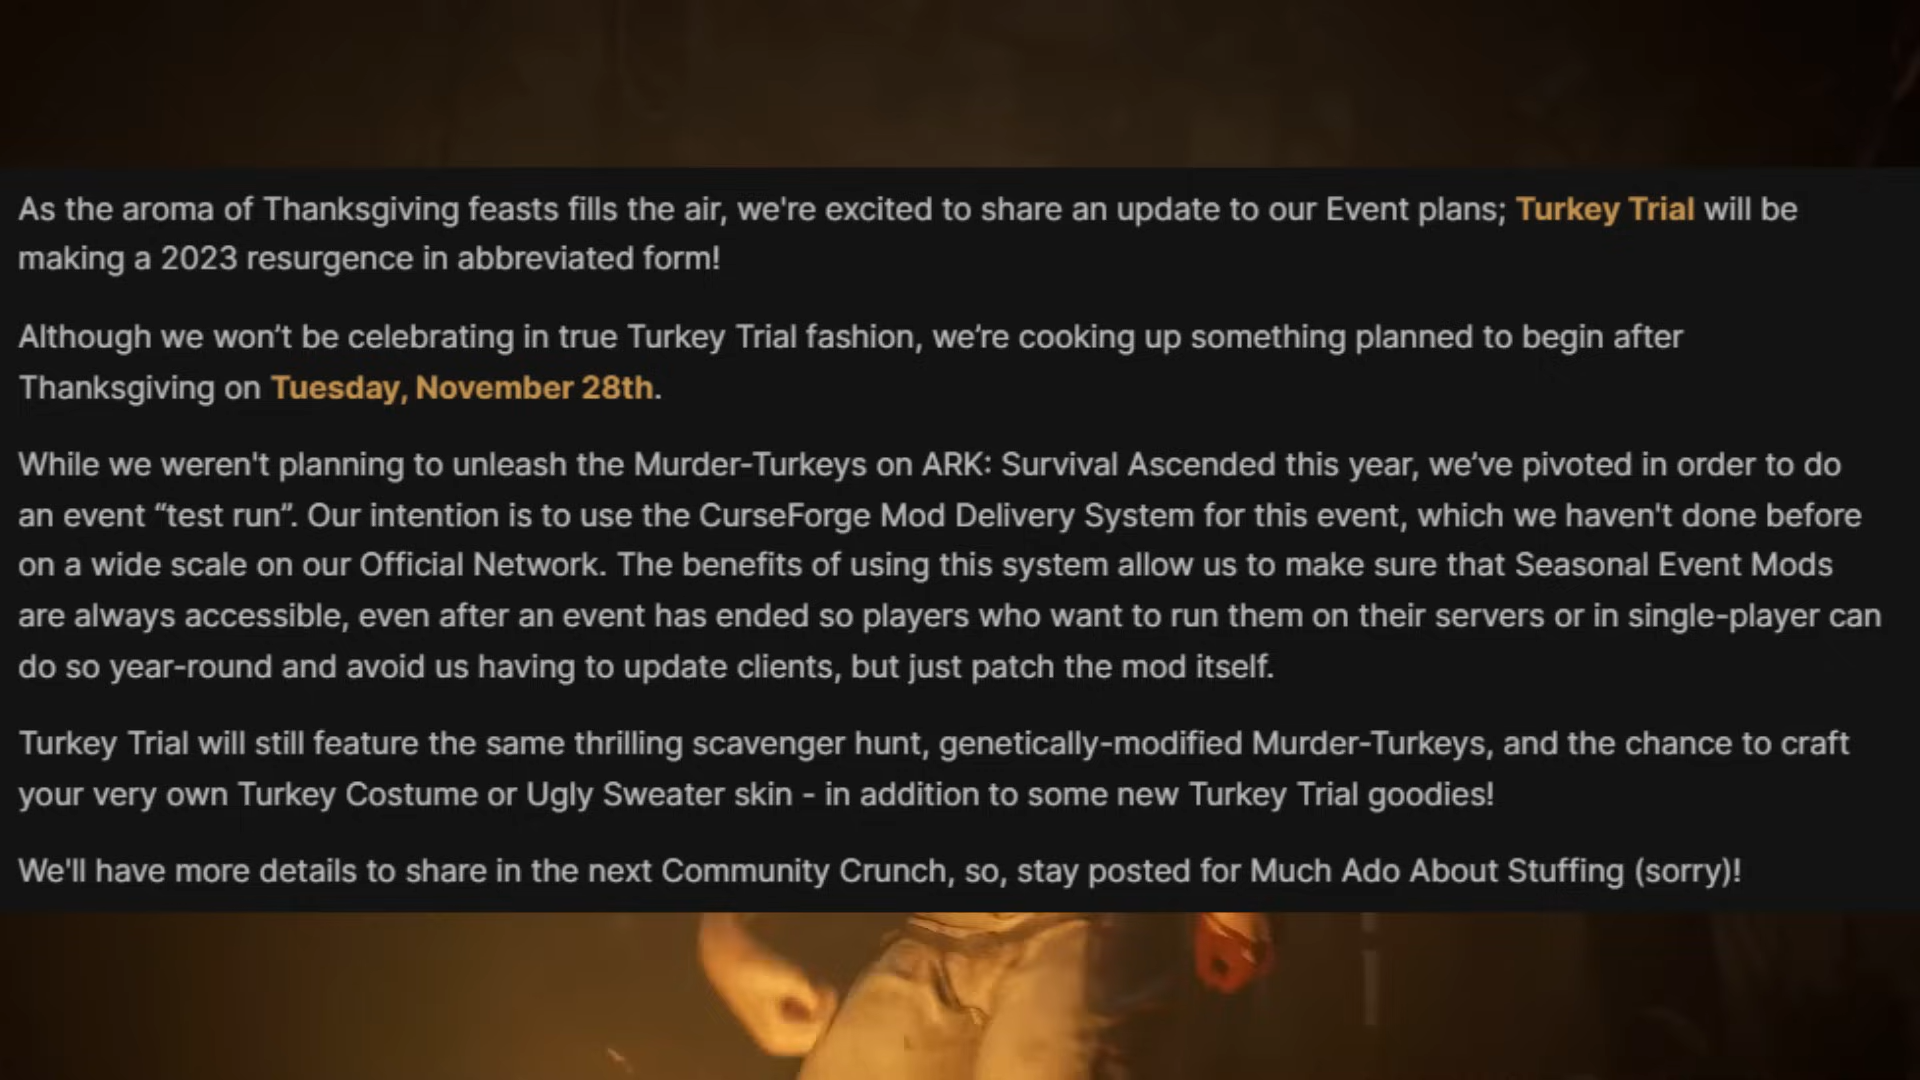 As the aroma of Thanksgiving feasts fills the air, we're excited to share an update to our Event plans; Turkey Trial will be
making a 2023 resurgence in abbreviated form!
Although we won’t be celebrating in true Turkey Trial fashion, we’re cooking up something planned to begin after
Thanksgiving on Tuesday, November 28th.
While we weren't planning to unleash the Murder-Turkeys on ARK: Survival Ascended this year, we’ve pivoted in order to do
an event “test run”. Our intention is to use the CurseForge Mod Delivery System for this event, which we haven't done before
on a wide scale on our Official Network. The benefits of using this system allow us to make sure that Seasonal Event Mods
are always accessible, even after an event has ended so players who want to run them on their servers or in single-player can
do so year-round and avoid us having to update clients, but just patch the mod itself.
Turkey Trial will still feature the same thrilling scavenger hunt, genetically-modified Murder-Turkeys, and the chance to craft
your very own Turkey Costume or Ugly Sweater skin - in addition to some new Turkey Trial goodies!
We'll have more details to share in the next Community Crunch, so, stay posted for Much Ado About Stuffing (sorry)!